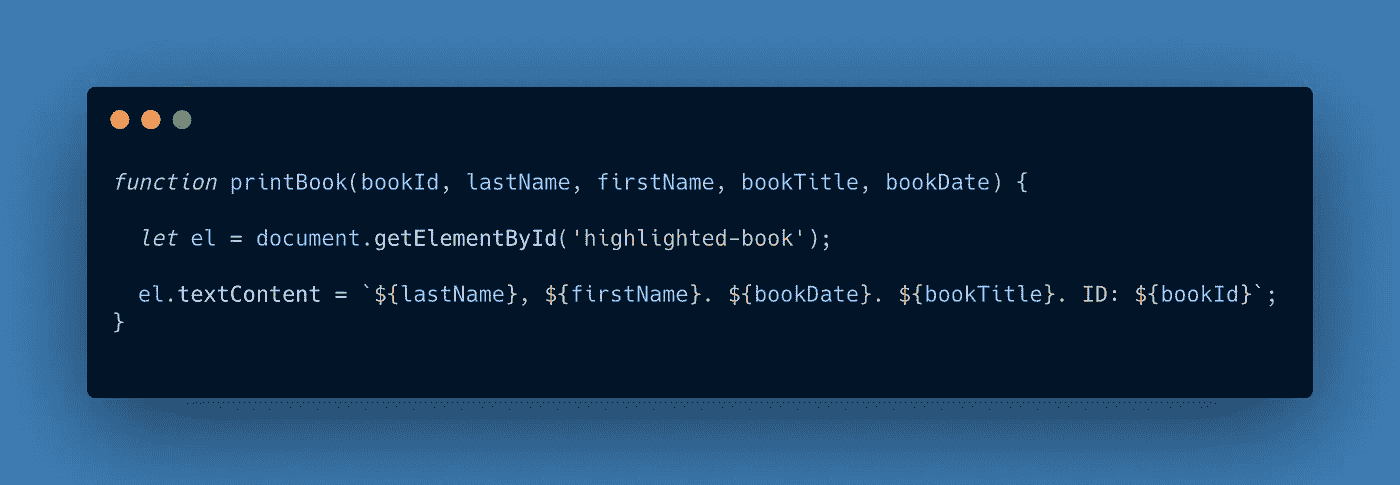 function printBook(bookId, lastName, firstName, bookTitle, bookDate) {
let el = document.getElementById('highlighted-book');
el.textContent = `${lastName}, ${firstName}. ${bookDate}. ${bookTitle}. ID: ${bookId}`;
}